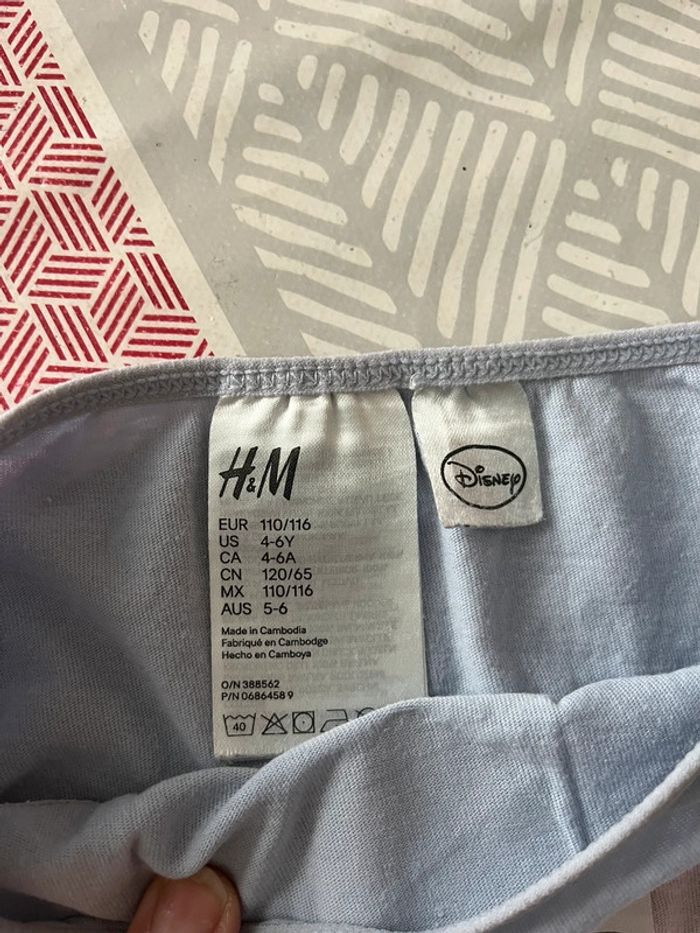 H&M
EUR 110/116
US 4-6Y
CA 4-6A
CN 120/65
MX 110/116
AUS 5-6
Made in Cambodia
Fabriqué en Cambodge
Hecho en Camboya
O/N 388562
P/N 0686458 9
40
Disney